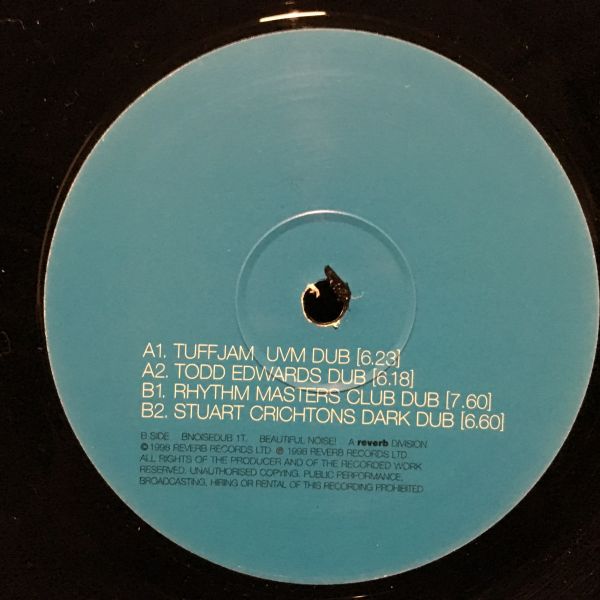 A1. TUFFJAM UVM DUB [6.23]
A2. TODD EDWARDS DUB [6.18]
B1. RHYTHM MASTERS CLUB DUB [7.60]
B2. STUART CRICHTONS DARK DUB [6.60]
B SIDE BNOISEDUB 1T. BEAUTIFUL NOISE! A reverb DIVISION
© 1998 REVERB RECORDS LTD ℗ 1998 REVERB RECORDS LTD.
ALL RIGHTS OF THE PRODUCER AND OF THE RECORDED WORK
RESERVED. UNAUTHORISED COPYING, PUBLIC PERFORMANCE,
BROADCASTING, HIRING OR RENTAL OF THIS RECORDING PROHIBITED